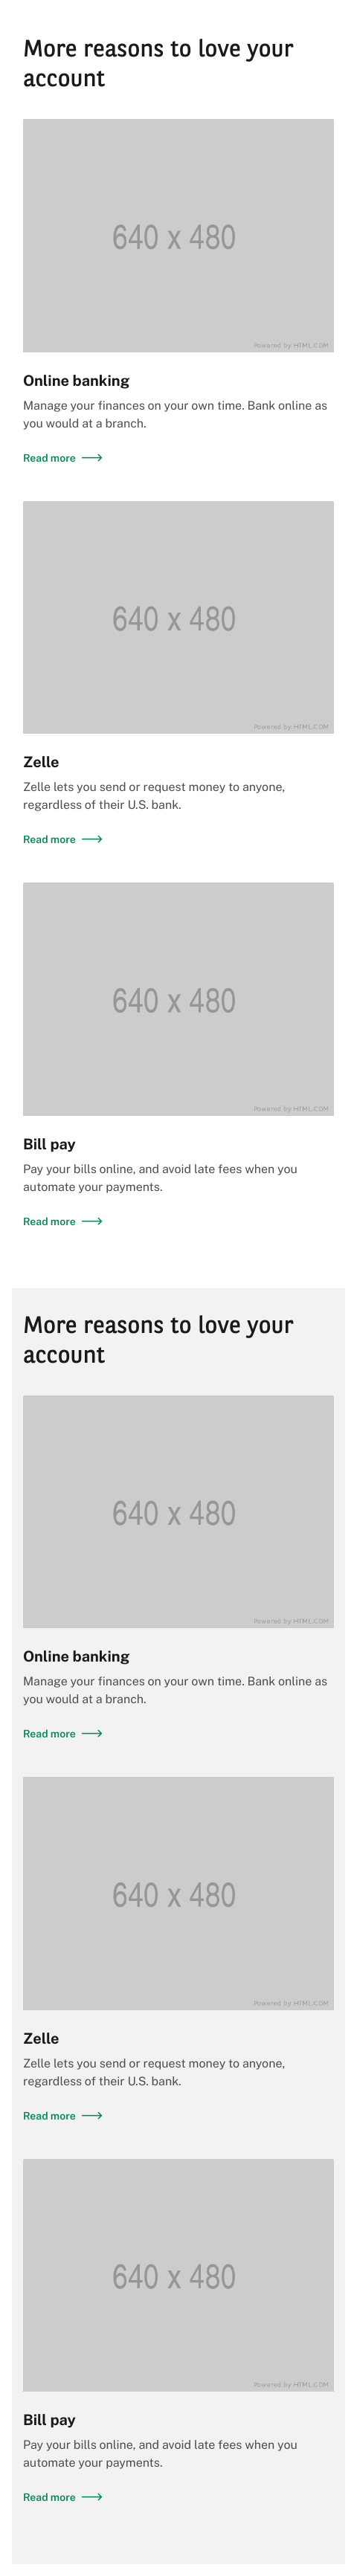 More reasons to love your
account
640 x 480
Powered by HTML.COM
Online banking
Manage your finances on your own time. Bank online as
you would at a branch.
Read more
640 x 480
Powered by HTML.COM
Zelle
Zelle lets you send or request money to anyone,
regardless of their U.S. bank.
Read more
640 x 480
Powered by HTML.COM
Bill pay
Pay your bills online, and avoid late fees when you
automate your payments.
Read more
More reasons to love your
account
640 x 480
Powered by HTML.COM
Online banking
Manage your finances on your own time. Bank online as
you would at a branch.
Read more
640 x 480
Powered by HTML.COM
Zelle
Zelle lets you send or request money to anyone,
regardless of their U.S. bank.
Read more
640 x 480
Powered by HTML.COM
Bill pay
Pay your bills online, and avoid late fees when you
automate your payments.
Read more